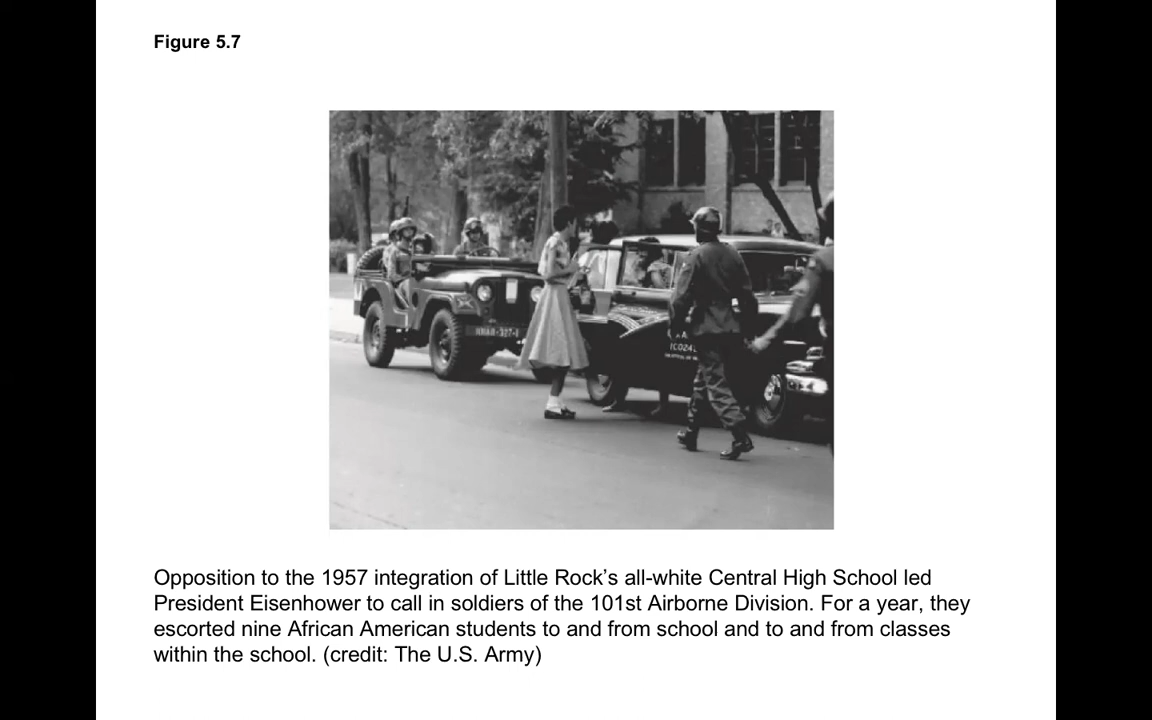 Figure 5.7
Opposition to the 1957 integration of Little Rock’s all-white Central High School led
President Eisenhower to call in soldiers of the 101st Airborne Division. For a year, they
escorted nine African American students to and from school and to and from classes
within the school. (credit: The U.S. Army)